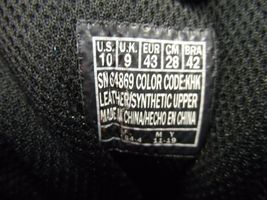 U.S. U.K. EUR CM BRA
10 9 43 28 42
SN 64869 COLOR CODE:KHK
LEATHER/SYNTHETIC UPPER
MADE IN CHINA/HECHO EN CHINA
M Y
11-19